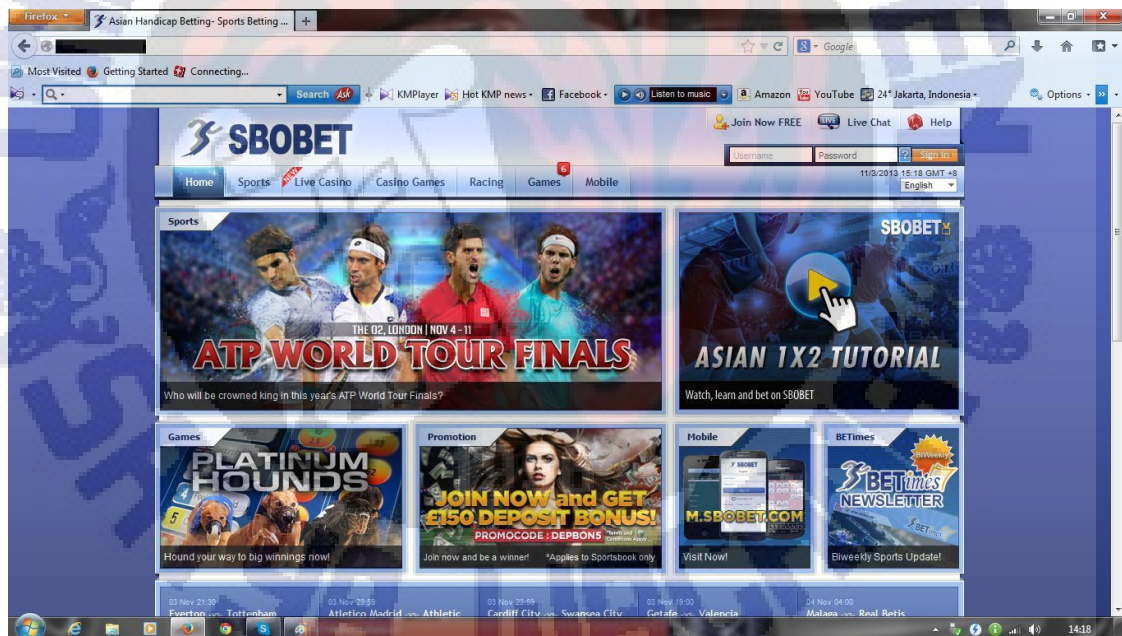 Firefox
Asian Handicap Betting- Sports Betting ...
Google
Most Visited Getting Started Connecting...
Search Ask KMPlayer Hot KMP news Facebook Listen to music Amazon YouTube 24° Jakarta, Indonesia Options
SBOBET
Join Now FREE LIVE Live Chat Help
Username Password ? Sign In
11/3/2013 15:18 GMT +8
English
Home Sports NEW Live Casino Casino Games Racing Games 6 Mobile
Sports
THE O2, LONDON | NOV 4 - 11
ATP WORLD TOUR FINALS
Who will be crowned king in this year's ATP World Tour Finals?
SBOBET
ASIAN 1X2 TUTORIAL
Watch, learn and bet on SBOBET
Games
PLATINUM
HOUNDS
Hound your way to big winnings now!
Promotion
JOIN NOW and GET
£150 DEPOSIT BONUS!
PROMOCODE : DEPBON5
Join now and be a winner! *Applies to Sportsbook only
Mobile
SBOBET
M.SBOBET.COM
Visit Now!
BETimes
BiWeekly
BETimes
NEWSLETTER
Biweekly Sports Update!
03 Nov 21:30
Everton -vs- Tottenham
03 Nov 23:59
Atletico Madrid -vs- Athletic
03 Nov 23:59
Cardiff City -vs- Swansea City
03 Nov 19:00
Getafe -vs- Valencia
04 Nov 04:00
Malaga -vs- Real Betis
14:18